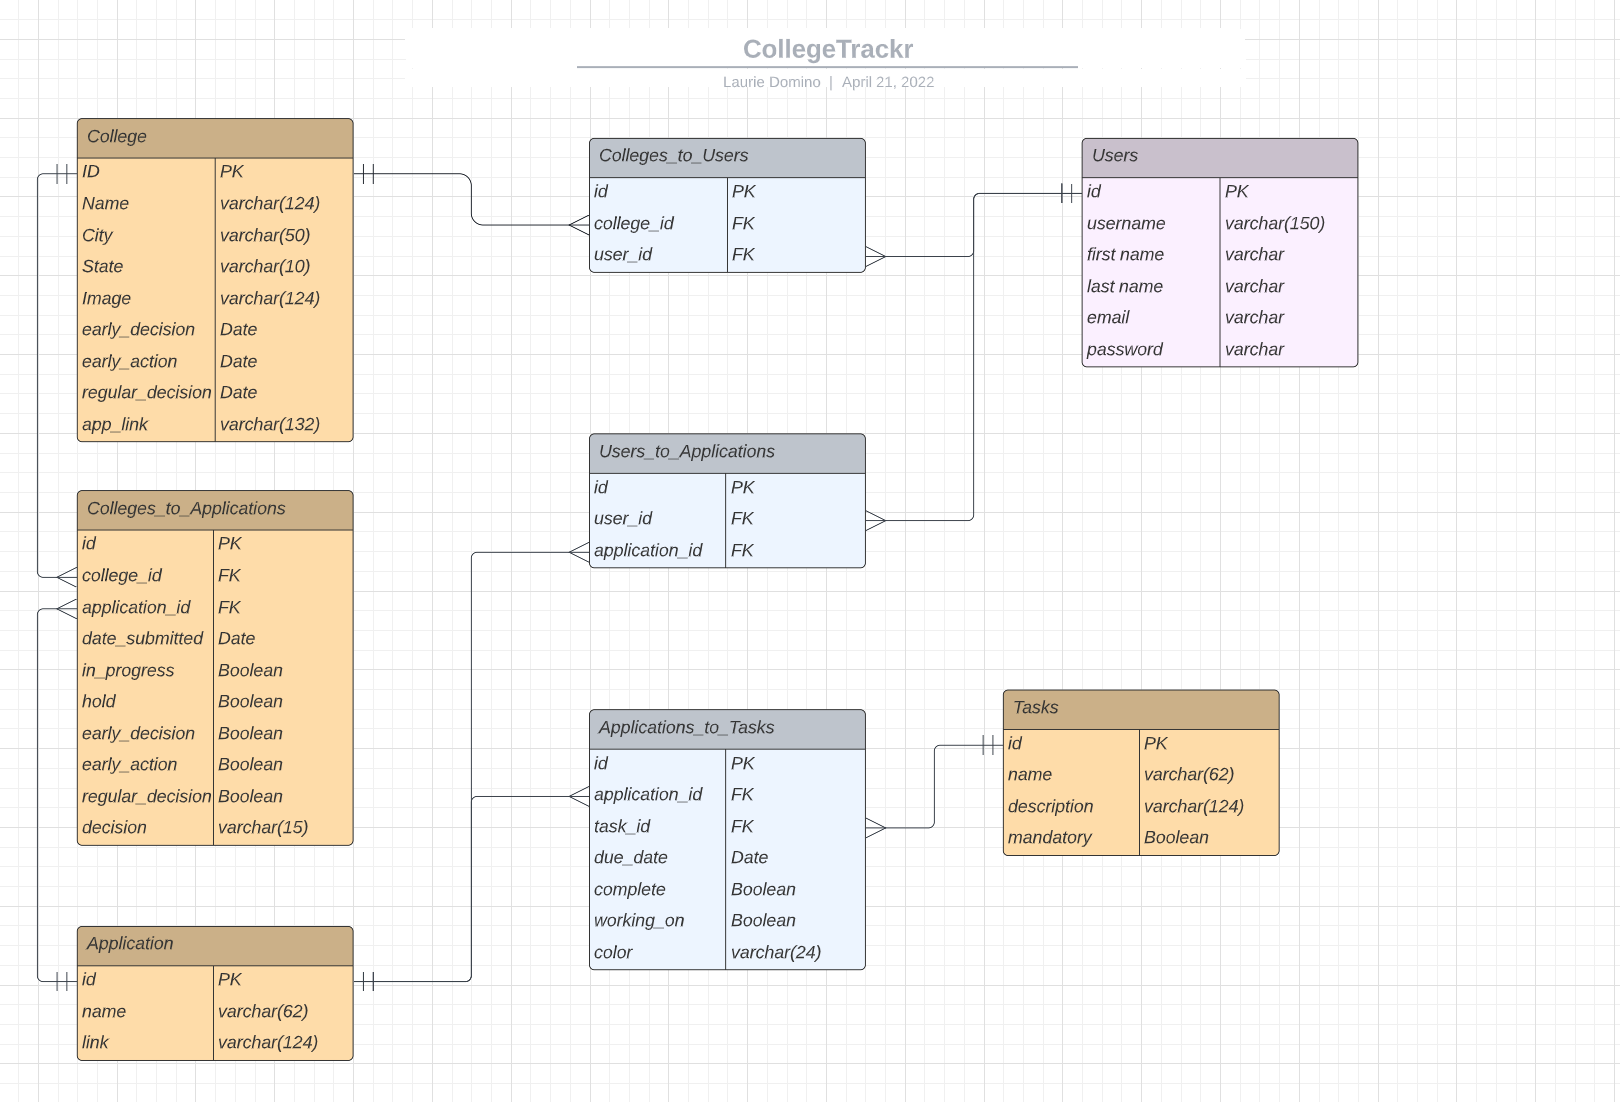 CollegeTrackr
Laurie Domino | April 21, 2022
College
ID PK
Name varchar(124)
City varchar(50)
State varchar(10)
Image varchar(124)
early_decision Date
early_action Date
regular_decision Date
app_link varchar(132)
Colleges_to_Applications
id PK
college_id FK
application_id FK
date_submitted Date
in_progress Boolean
hold Boolean
early_decision Boolean
early_action Boolean
regular_decision Boolean
decision varchar(15)
Application
id PK
name varchar(62)
link varchar(124)
Colleges_to_Users
id PK
college_id FK
user_id FK
Users_to_Applications
id PK
user_id FK
application_id FK
Applications_to_Tasks
id PK
application_id FK
task_id FK
due_date Date
complete Boolean
working_on Boolean
color varchar(24)
Users
id PK
username varchar(150)
first name varchar
last name varchar
email varchar
password varchar
Tasks
id PK
name varchar(62)
description varchar(124)
mandatory Boolean